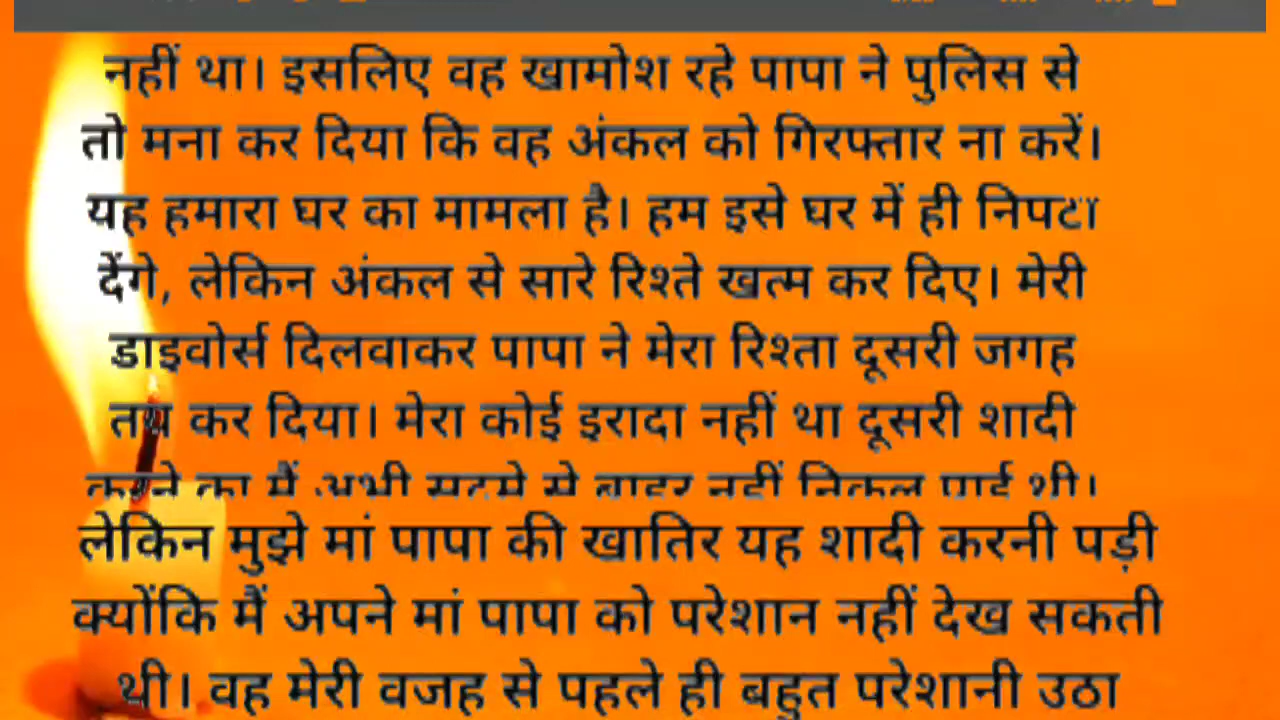 नहीं था। इसलिए वह खामोश रहे पापा ने पुलिस से
तो मना कर दिया कि वह अंकल को गिरफ्तार ना करें।
यह हमारा घर का मामला है। हम इसे घर में ही निपटा
देंगे, लेकिन अंकल से सारे रिश्ते खत्म कर दिए। मेरी
डाइवोर्स दिलवाकर पापा ने मेरा रिश्ता दूसरी जगह
तय कर दिया। मेरा कोई इरादा नहीं था दूसरी शादी
करने का मैं अभी सदमे से बाहर नहीं निकल पाई थी।
लेकिन मुझे मां पापा की खातिर यह शादी करनी पड़ी
क्योंकि मैं अपने मां पापा को परेशान नहीं देख सकती
थी। वह मेरी वजह से पहले ही बहुत परेशानी उठा